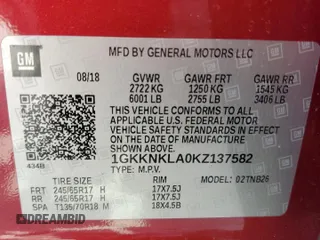 GM
MFD BY GENERAL MOTORS LLC
08/18 GVWR GAWR FRT GAWR RR
2722 KG 1250 KG 1545 KG
6001 LB 2755 LB 3406 LB
THIS VEHICLE CONFORMS TO ALL
APPLICABLE U.S. FEDERAL MOTOR
VEHICLE SAFETY
STANDARDS IN EFFECT ON THE DATE OF
MANUFACTURE SHOWN ABOVE.
1GKKNKLA0KZ137582
434B TYPE: M.P.V. MODEL: 02TNB26
TIRE SIZE RIM
FRT 245/65R17 H 17X7.5J
RR 245/65R17 H 17X7.5J
SPA T135/70R18 M 18X4.5B
DREAMBID